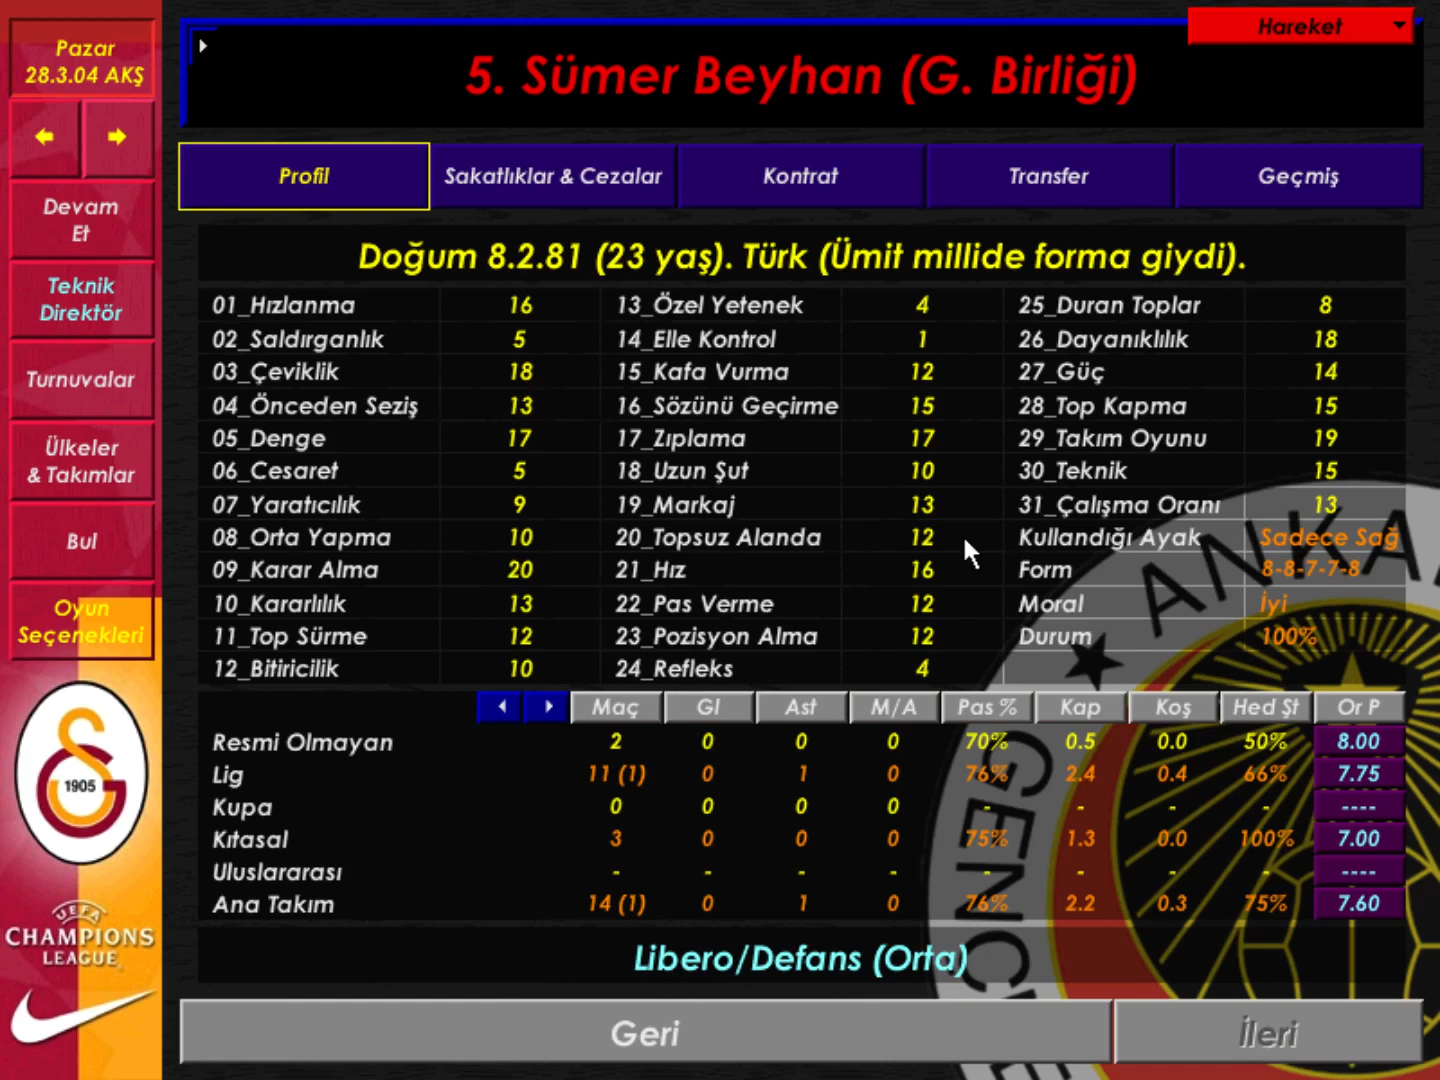 Pazar
28.3.04 AKŞ
Devam
Et
Teknik
Direktör
Turnuvalar
Ülkeler
& Takımlar
Bul
Oyun
Seçenekleri
1905
UEFA
CHAMPIONS
LEAGUE
Hareket
5. Sümer Beyhan (G. Birliği)
Profil Sakatlıklar & Cezalar Kontrat Transfer Geçmiş
Doğum 8.2.81 (23 yaş). Türk (Ümit millide forma giydi).
01_Hızlanma 16 13_Özel Yetenek 4 25_Duran Toplar 8
02_Saldırganlık 5 14_Elle Kontrol 1 26_Dayanıklılık 18
03_Çeviklik 18 15_Kafa Vurma 12 27_Güç 14
04_Önceden Seziş 13 16_Sözünü Geçirme 15 28_Top Kapma 15
05_Denge 17 17_Zıplama 17 29_Takım Oyunu 19
06_Cesaret 5 18_Uzun Şut 10 30_Teknik 15
07_Yaratıcılık 9 19_Markaj 13 31_Çalışma Oranı 13
08_Orta Yapma 10 20_Topsuz Alanda 12 Kullandığı Ayak Sadece Sağ
09_Karar Alma 20 21_Hız 16 Form 8-8-7-7-8
10_Kararlılık 13 22_Pas Verme 12 Moral İyi
11_Top Sürme 12 23_Pozisyon Alma 12 Durum 100%
12_Bitiricilik 10 24_Refleks 4
Maç Gl Ast M/A Pas % Kap Koş Hed Şt Or P
Resmi Olmayan 2 0 0 0 70% 0.5 0.0 50% 8.00
Lig 11 (1) 0 1 0 76% 2.4 0.4 66% 7.75
Kupa 0 0 0 0 - - - - ----
Kıtasal 3 0 0 0 75% 1.3 0.0 100% 7.00
Uluslararası - - - - - - - - ----
Ana Takım 14 (1) 0 1 0 76% 2.2 0.3 75% 7.60
Libero/Defans (Orta)
Geri İleri
ANKA
GENÇLE